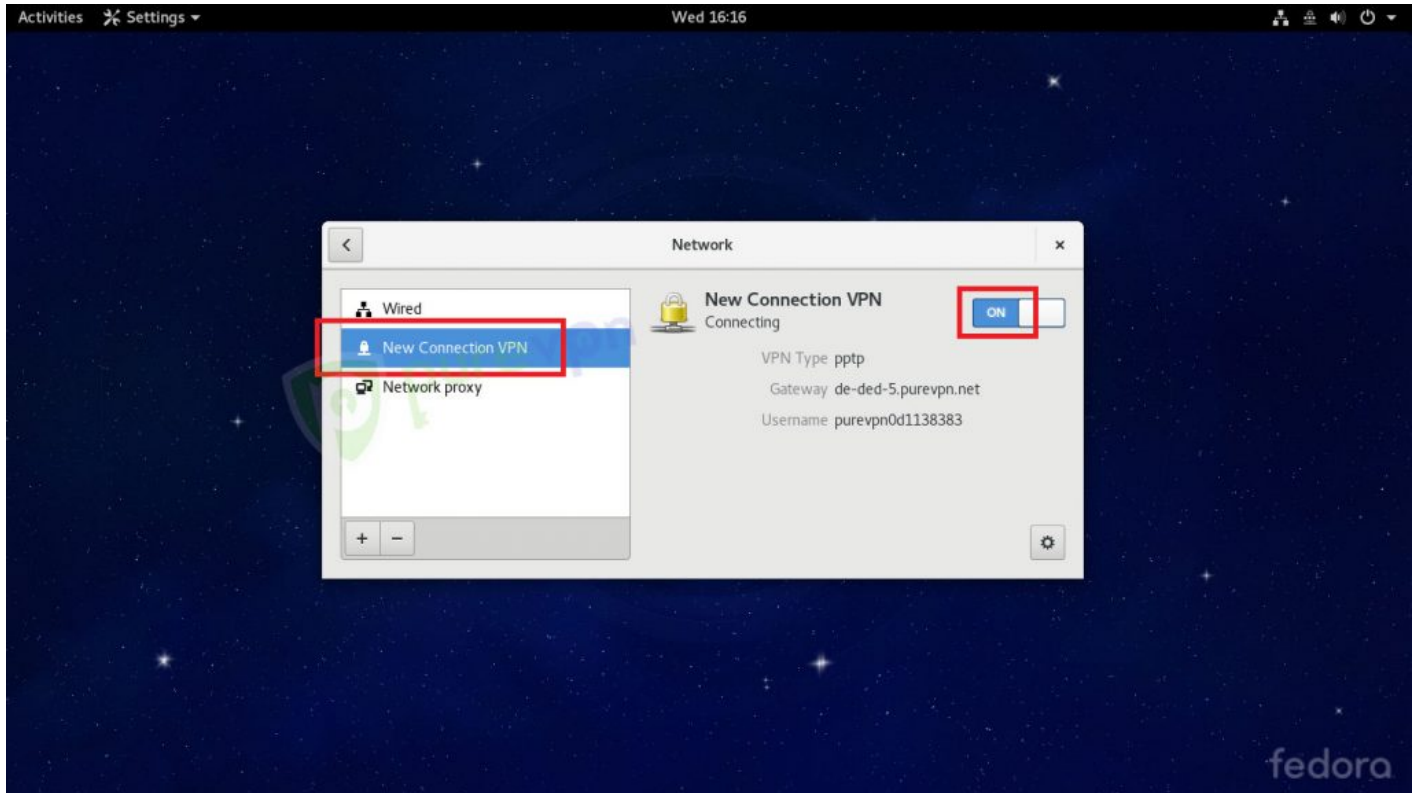 Activities Settings Wed 16:16
Network
Wired
New Connection VPN
Network proxy
New Connection VPN
Connecting
ON
VPN Type pptp
Gateway de-ded-5.purevpn.net
Username purevpn0d1138383
purevpn
fedora